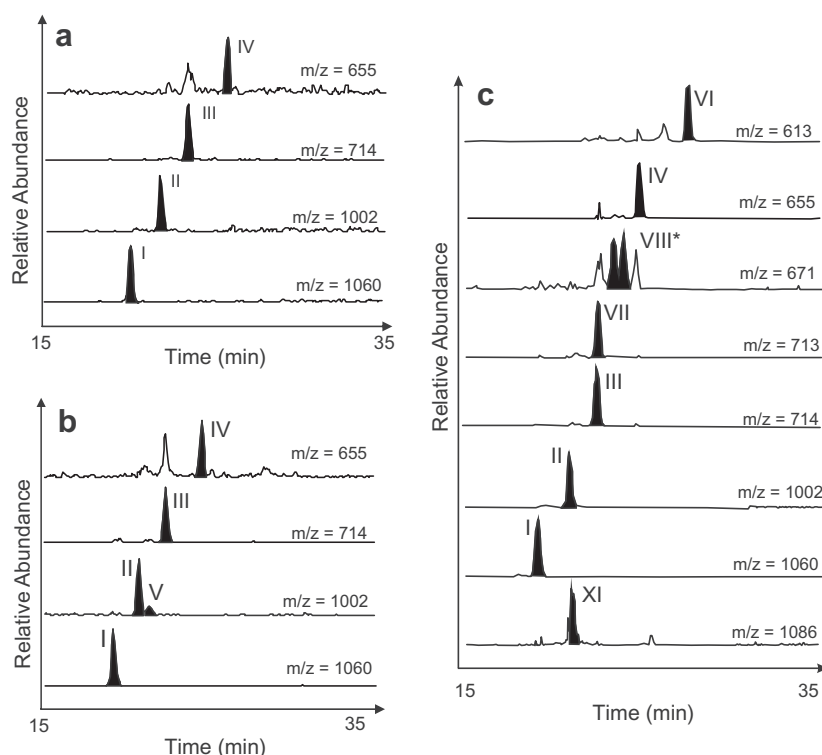 a
IV
m/z = 655
III
m/z = 714
II
m/z = 1002
I
m/z = 1060
Relative Abundance
15
35
Time (min)
b
IV
m/z = 655
III
m/z = 714
II
V
m/z = 1002
I
m/z = 1060
Relative Abundance
15
35
Time (min)
c
VI
m/z = 613
IV
m/z = 655
VIII*
m/z = 671
VII
m/z = 713
III
m/z = 714
II
m/z = 1002
I
m/z = 1060
XI
m/z = 1086
Relative Abundance
15
35
Time (min)